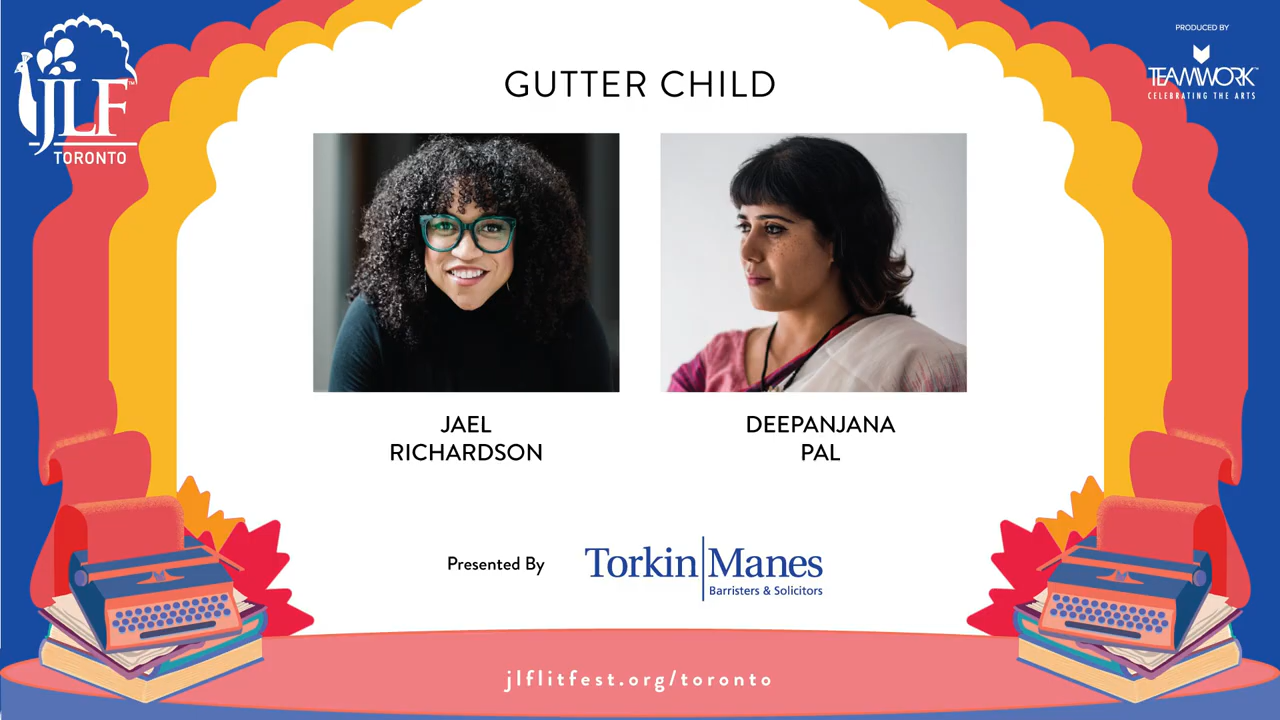 JLF
TORONTO
PRODUCED BY
TEAMWORK™
CELEBRATING THE ARTS
GUTTER CHILD
JAEL
RICHARDSON
DEEPANJANA
PAL
Presented By
Torkin Manes
Barristers & Solicitors
jlflitfest.org/toronto